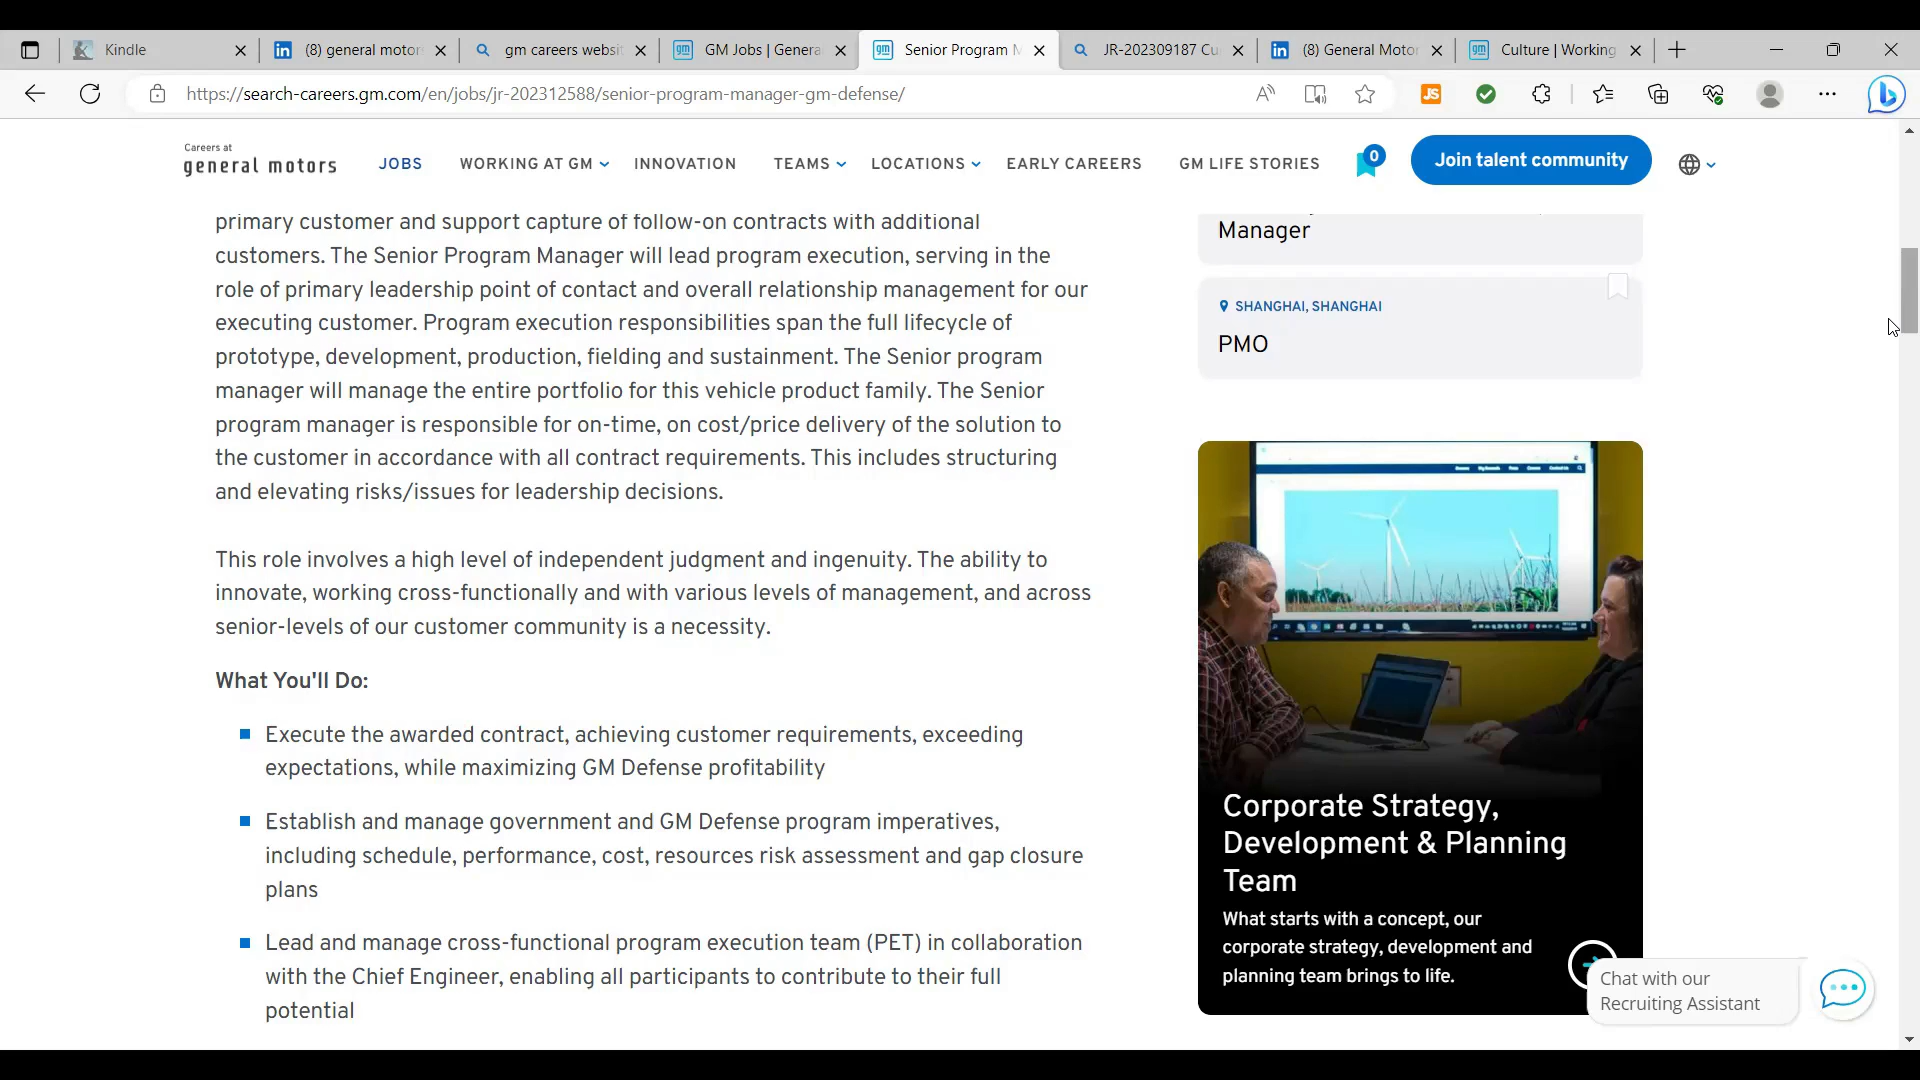 Kindle
(8) general motor
gm careers websit
GM Jobs | Genera
Senior Program M
JR-202309187 Cu
(8) General Motor
Culture | Working
https://search-careers.gm.com/en/jobs/jr-202312588/senior-program-manager-gm-defense/
Careers at
general motors
JOBS
WORKING AT GM
INNOVATION
TEAMS
LOCATIONS
EARLY CAREERS
GM LIFE STORIES
0
Join talent community
primary customer and support capture of follow-on contracts with additional
customers. The Senior Program Manager will lead program execution, serving in the
role of primary leadership point of contact and overall relationship management for our
executing customer. Program execution responsibilities span the full lifecycle of
prototype, development, production, fielding and sustainment. The Senior program
manager will manage the entire portfolio for this vehicle product family. The Senior
program manager is responsible for on-time, on cost/price delivery of the solution to
the customer in accordance with all contract requirements. This includes structuring
and elevating risks/issues for leadership decisions.
This role involves a high level of independent judgment and ingenuity. The ability to
innovate, working cross-functionally and with various levels of management, and across
senior-levels of our customer community is a necessity.
What You'll Do:
Execute the awarded contract, achieving customer requirements, exceeding
expectations, while maximizing GM Defense profitability
Establish and manage government and GM Defense program imperatives,
including schedule, performance, cost, resources risk assessment and gap closure
plans
Lead and manage cross-functional program execution team (PET) in collaboration
with the Chief Engineer, enabling all participants to contribute to their full
potential
Manager
SHANGHAI, SHANGHAI
PMO
Corporate Strategy,
Development & Planning
Team
What starts with a concept, our
corporate strategy, development and
planning team brings to life.
Chat with our
Recruiting Assistant